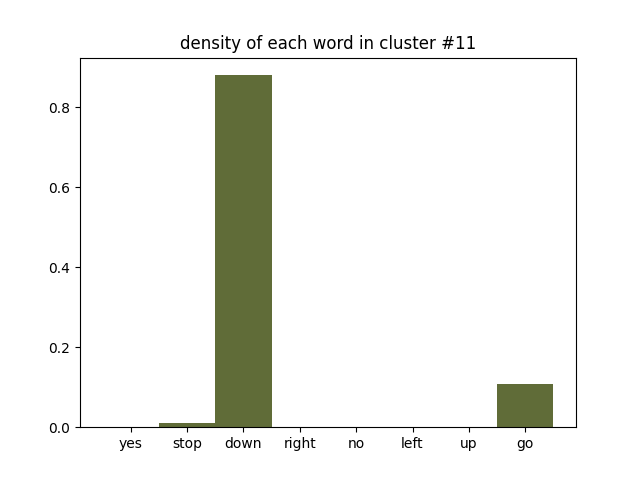 density of each word in cluster #11
0.8
0.6
0.4
0.2
0.0
yes stop down right no left up go